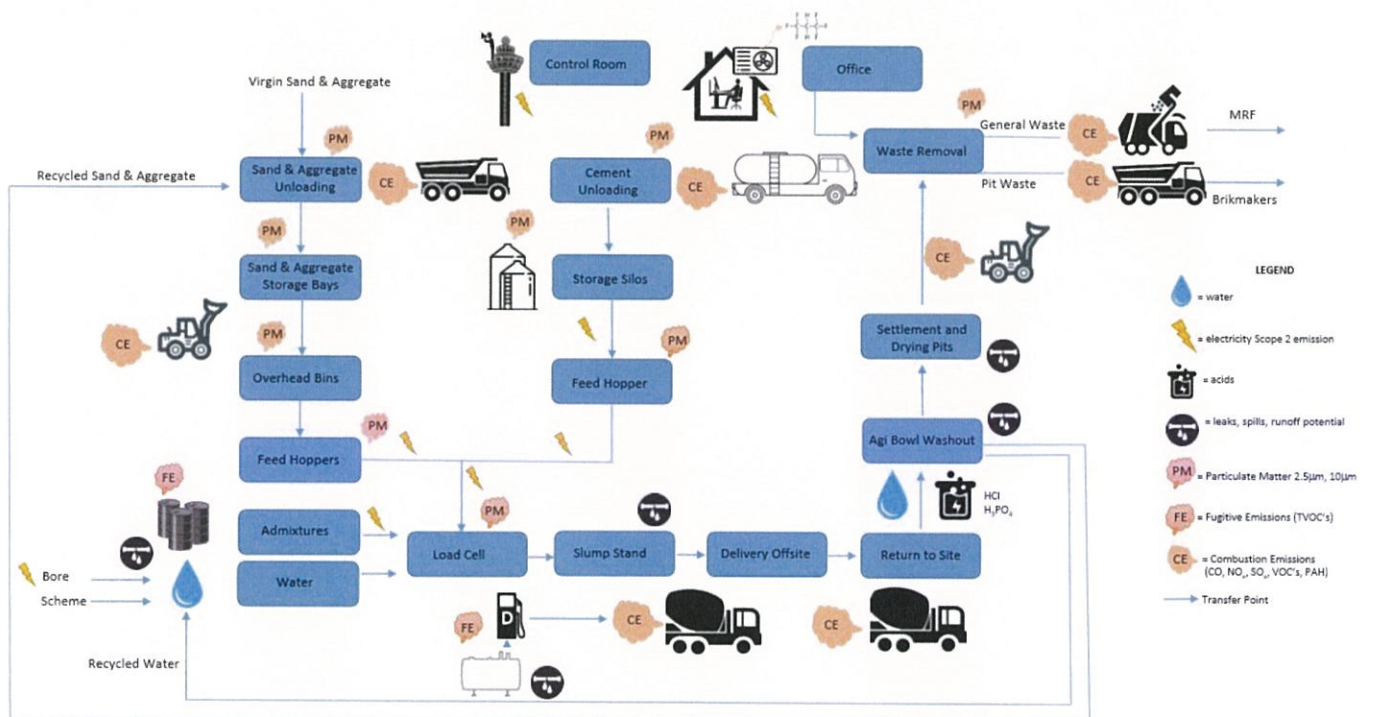 Control Room
Office
Virgin Sand & Aggregate
PM
PM
PM
General Waste
CE
MRF
Waste Removal
Recycled Sand & Aggregate
Sand & Aggregate
Unloading
CE
Cement
Unloading
CE
Pit Waste
CE
Brikmakers
PM
PM
Sand & Aggregate
Storage Bays
Storage Silos
CE
LEGEND
= water
CE
PM
PM
Settlement and
Drying Pits
= electricity Scope 2 emission
Overhead Bins
Feed Hopper
= acids
PM
Feed Hoppers
Agi Bowl Washout
= leaks, spills, runoff potential
PM
= Particulate Matter 2.5µm, 10µm
FE
Admixtures
PM
HCl
H₃PO₄
FE
= Fugitive Emissions (TVOC's)
Load Cell
Slump Stand
Delivery Offsite
Return to Site
CE
= Combustion Emissions
(CO, NOₓ, SOₓ, VOC's, PAH)
Bore
Water
Scheme
Transfer Point
D
FE
CE
CE
Recycled Water